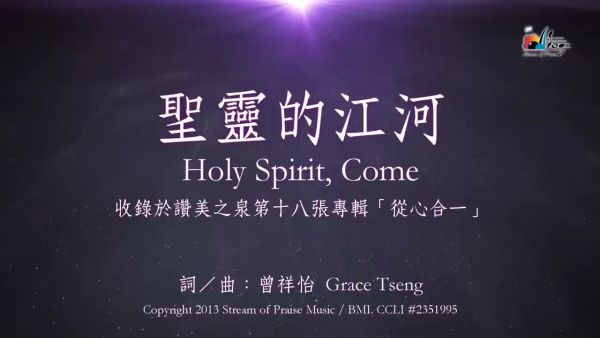 聖靈的江河
Holy Spirit, Come
收錄於讚美之泉第十八張專輯「從心合一」
詞／曲：曾祥怡 Grace Tseng
Copyright 2013 Stream of Praise Music / BMI. CCLI #2351995